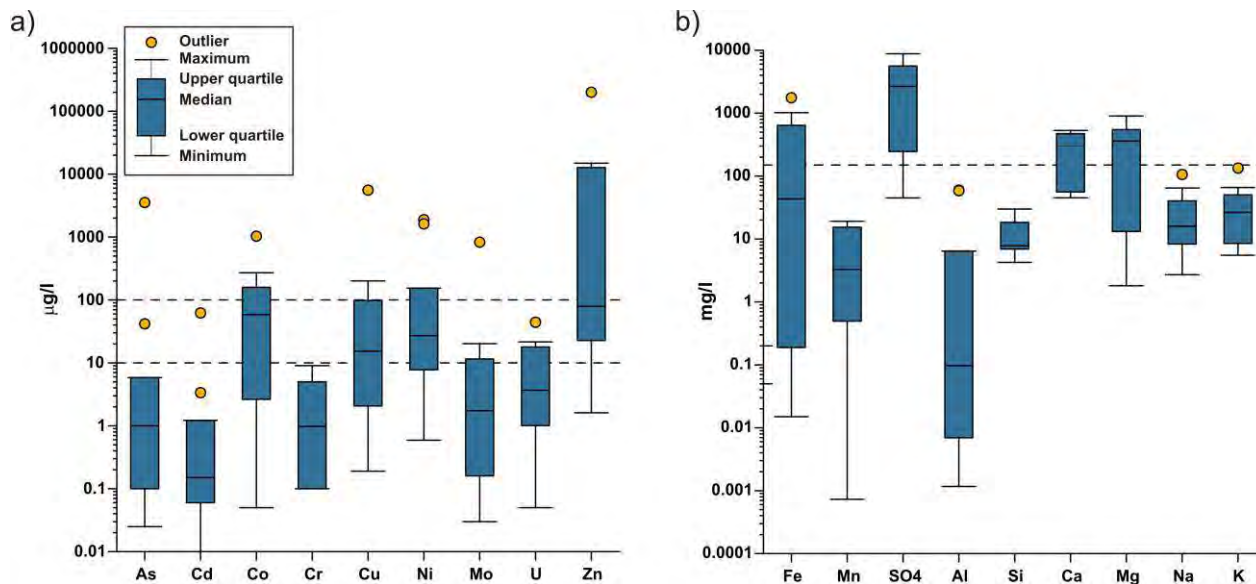 a)
Outlier
Maximum
Upper quartile
Median
Lower quartile
Minimum
1000000
100000
10000
1000
100
10
1
0.1
0.01
µg/l
As Cd Co Cr Cu Ni Mo U Zn
b)
10000
1000
100
10
1
0.1
0.01
0.001
0.0001
mg/l
Fe Mn SO4 Al Si Ca Mg Na K